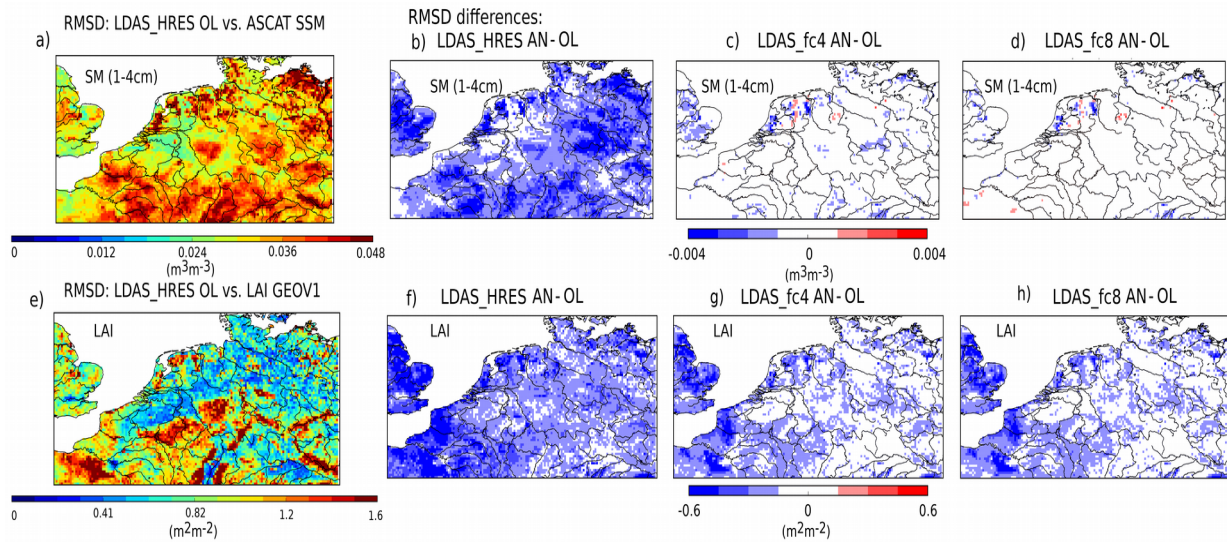 RMSD: LDAS_HRES OL vs. ASCAT SSM
RMSD differences:
a)
b) LDAS_HRES AN-OL
c) LDAS_fc4 AN-OL
d) LDAS_fc8 AN-OL
SM (1-4cm)
SM (1-4cm)
SM (1-4cm)
SM (1-4cm)
0 0.012 0.024 0.036 0.048
(m3m-3)
-0.004 0 0.004
(m3m-3)
e) RMSD: LDAS_HRES OL vs. LAI GEOV1
f) LDAS_HRES AN-OL
g) LDAS_fc4 AN-OL
h) LDAS_fc8 AN-OL
LAI
LAI
LAI
LAI
0 0.41 0.82 1.2 1.6
(m2m-2)
-0.6 0 0.6
(m2m-2)